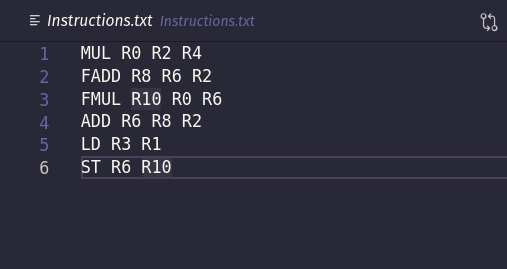 Instructions.txt Instructions.txt
1 MUL R0 R2 R4
2 FADD R8 R6 R2
3 FMUL R10 R0 R6
4 ADD R6 R8 R2
5 LD R3 R1
6 ST R6 R10